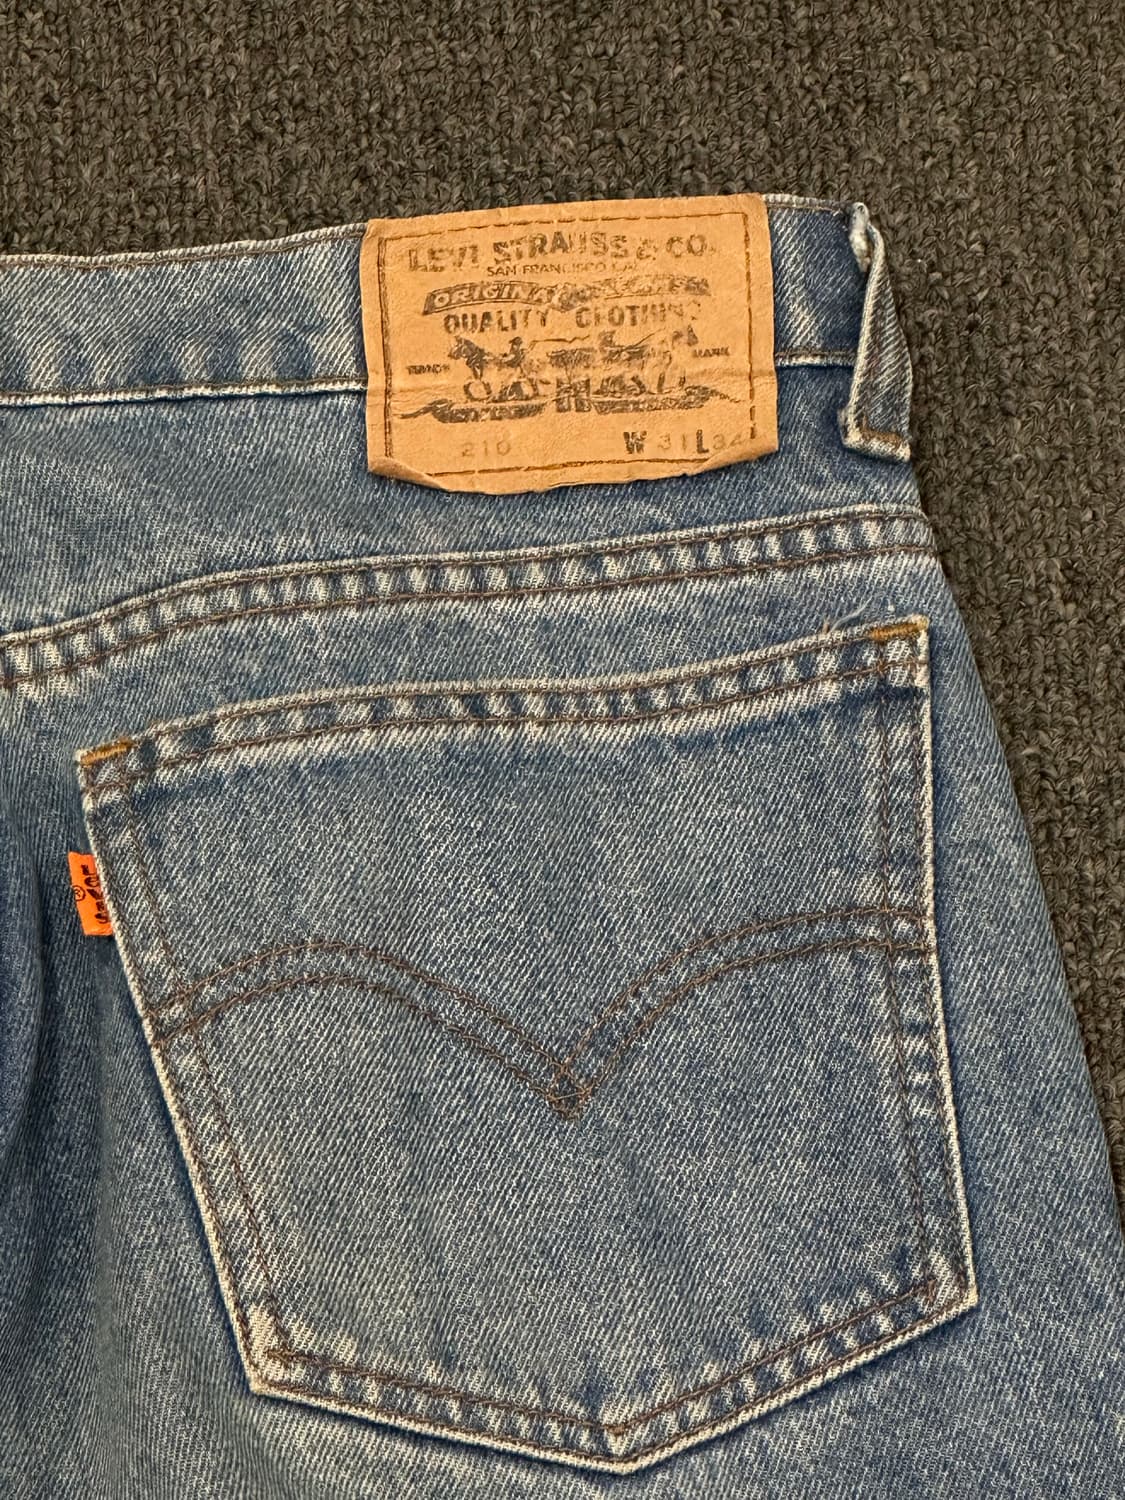 LEVI STRAUSS & CO.
SAN FRANCISCO CAL
ORIGINAL
QUALITY CLOTHING
TRADE MARK
210 W 31 L 34
Levi's ®